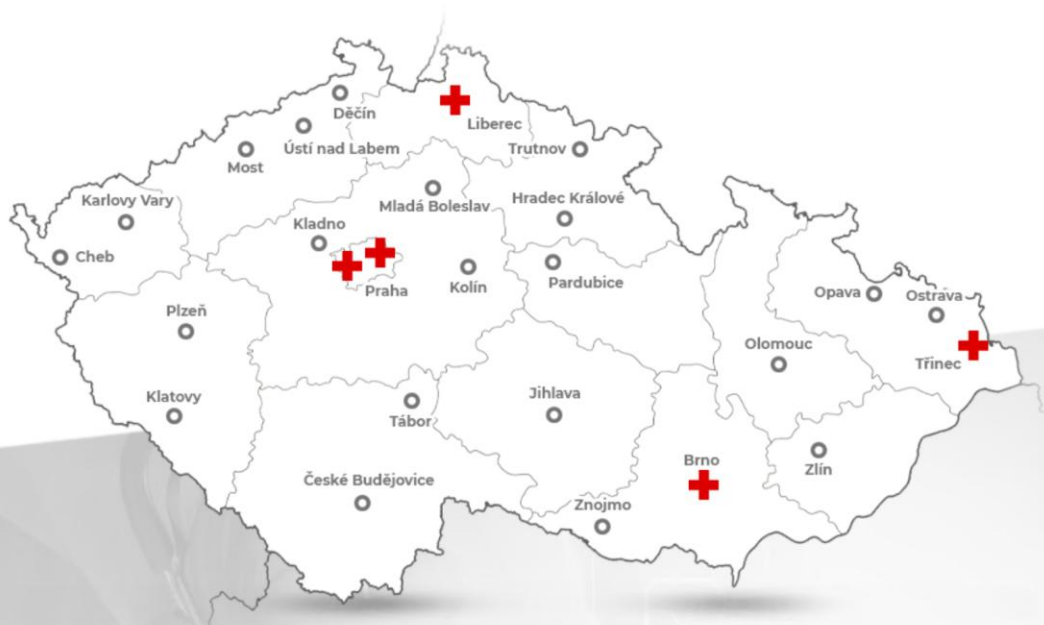 Děčín
Liberec
Ústí nad Labem
Trutnov
Most
Karlovy Vary
Mladá Boleslav
Hradec Králové
Kladno
Cheb
Praha
Kolín
Pardubice
Opava
Ostrava
Plzeň
Olomouc
Třinec
Klatovy
Tábor
Jihlava
Brno
Zlín
České Budějovice
Znojmo